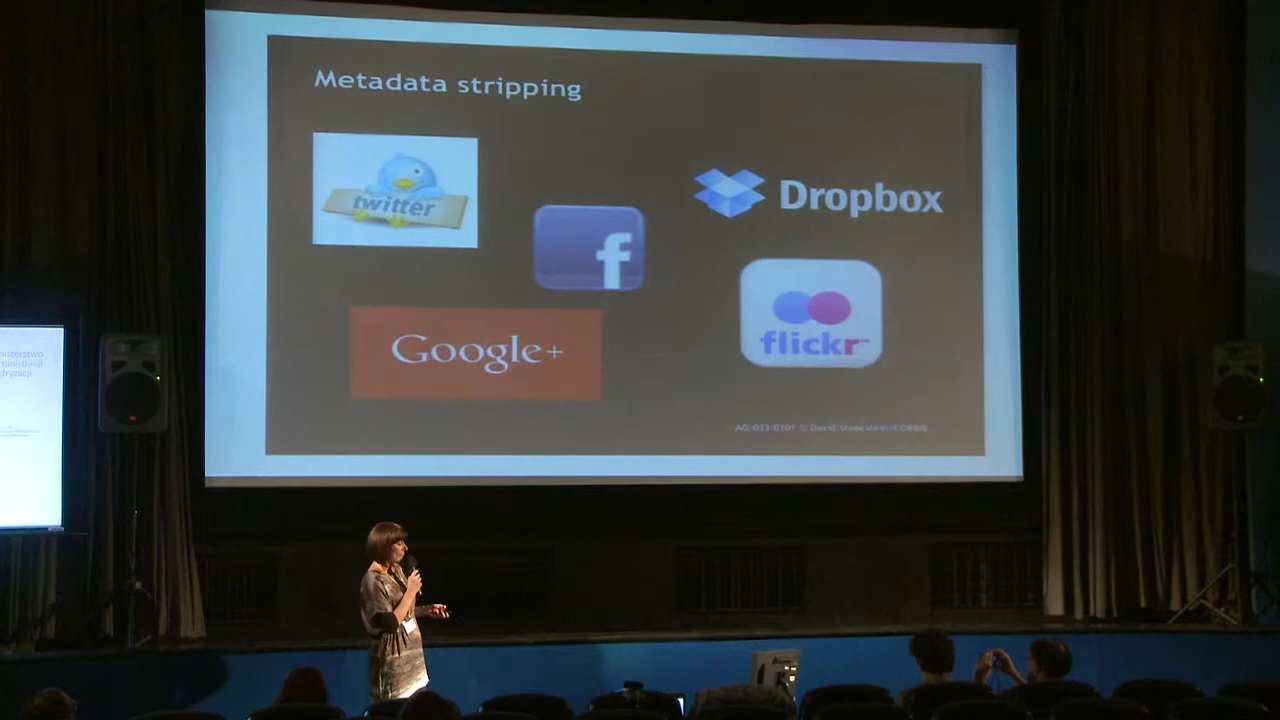 Metadata stripping
twitter
Dropbox
f
Google+
flickr